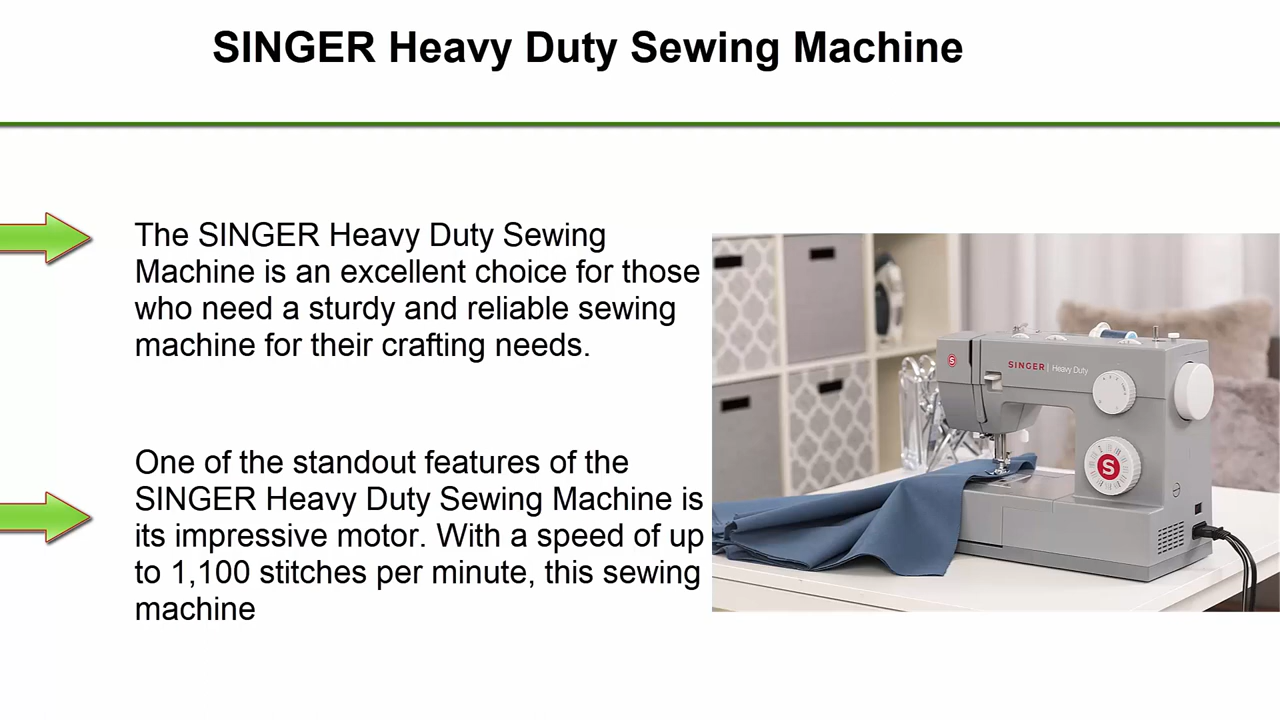 SINGER Heavy Duty Sewing Machine
The SINGER Heavy Duty Sewing
Machine is an excellent choice for those
who need a sturdy and reliable sewing
machine for their crafting needs.
One of the standout features of the
SINGER Heavy Duty Sewing Machine is
its impressive motor. With a speed of up
to 1,100 stitches per minute, this sewing
machine
S
SINGER Heavy Duty
S